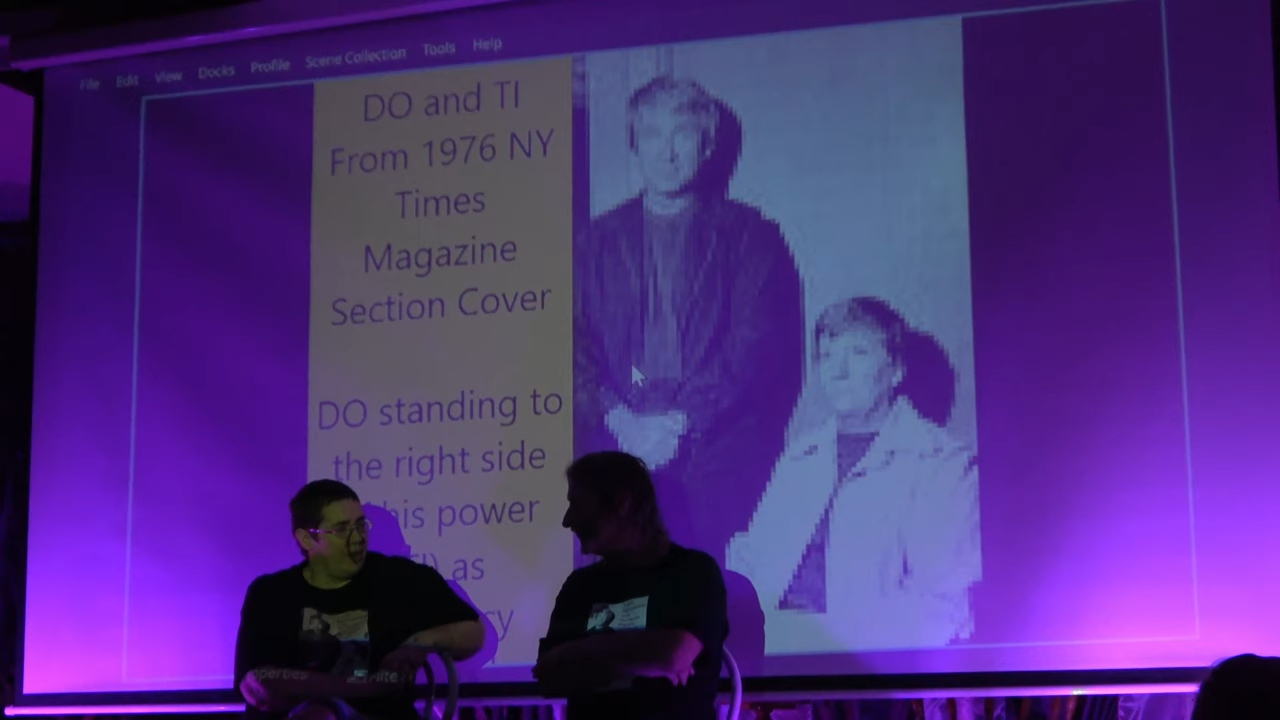 File Edit View Docks Profile Scene Collection Tools Help
DO and TI
From 1976 NY
Times
Magazine
Section Cover
DO standing to
the right side
his power
as